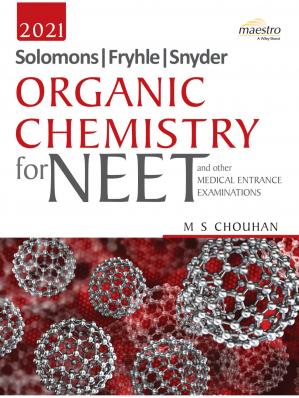 2021
maestro
A Wiley Brand
Solomons|Fryhle|Snyder
ORGANIC
CHEMISTRY
for NEET and other
MEDICAL ENTRANCE
EXAMINATIONS
M S CHOUHAN